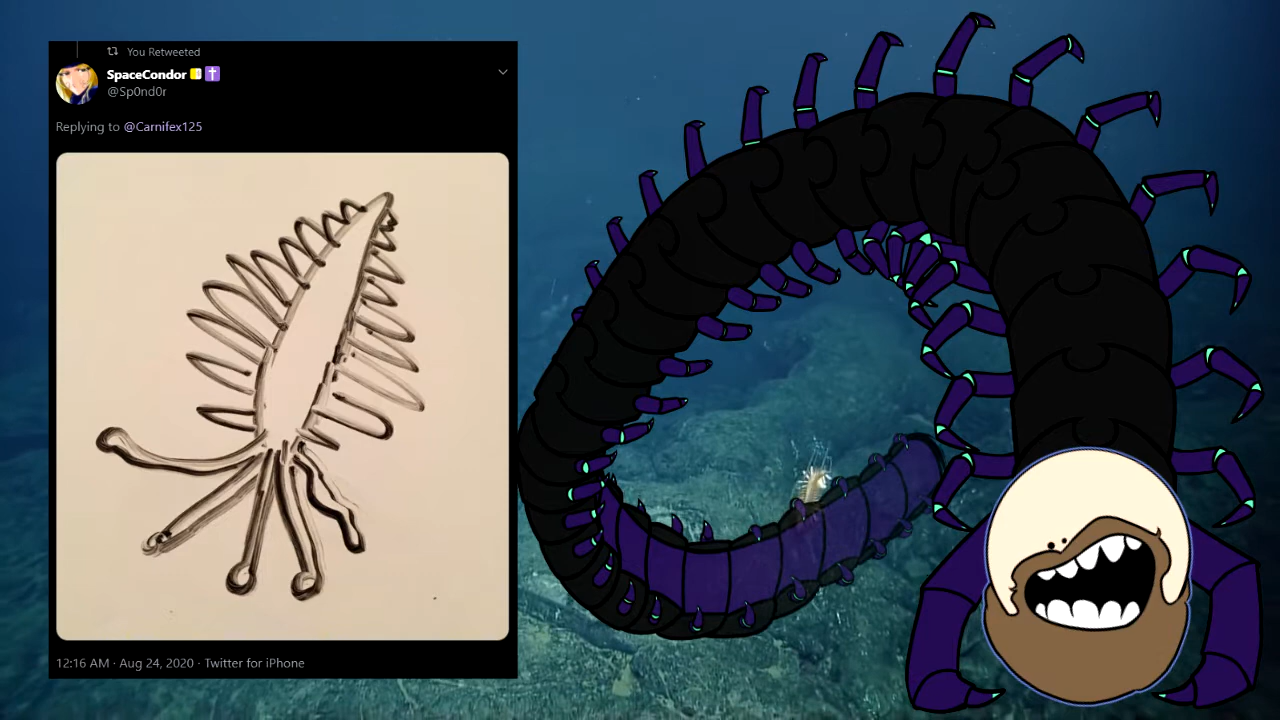 You Retweeted
SpaceCondor
@Sp0nd0r
Replying to @Carnifex125
12:16 AM · Aug 24, 2020 · Twitter for iPhone